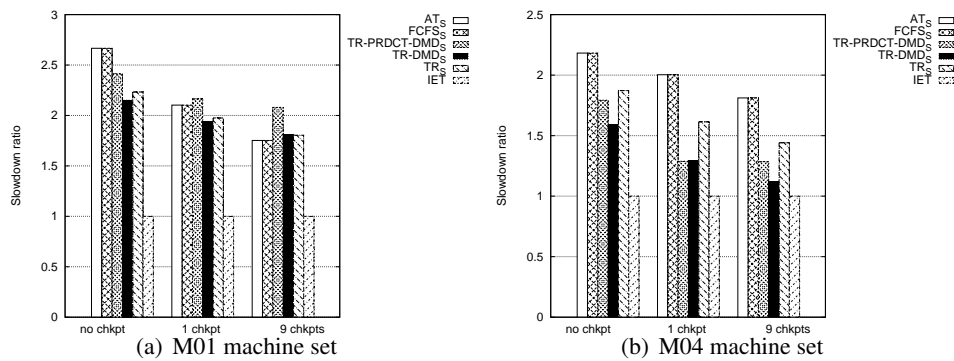 3
2.5
2
1.5
1
0.5
0
Slowdown ratio
no chkpt
1 chkpt
9 chkpts
AT_S
FCFS_S
TR-PRDCT-DMD_S
TR-DMD_S
TR_S
IET
(a) M01 machine set
2.5
2
1.5
1
0.5
0
Slowdown ratio
no chkpt
1 chkpt
9 chkpts
AT_S
FCFS_S
TR-PRDCT-DMD_S
TR-DMD_S
TR_S
IET
(b) M04 machine set